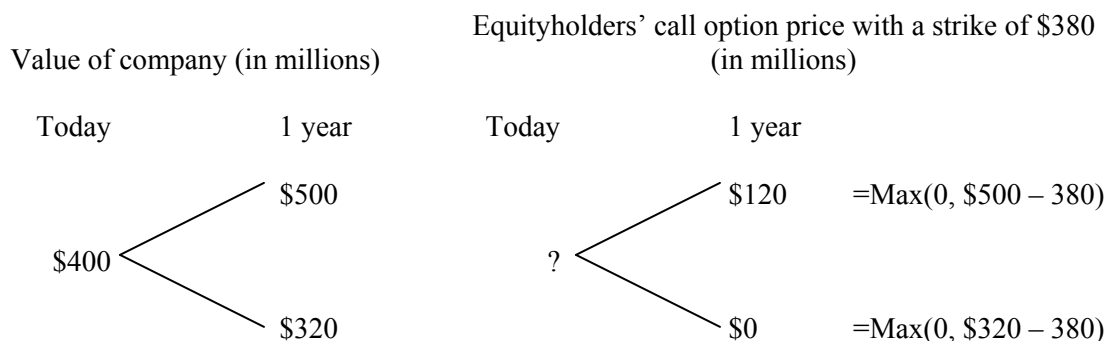 Equityholders' call option price with a strike of $380
Value of company (in millions) (in millions)
Today 1 year Today 1 year
$500 $120 =Max(0, $500 – 380)
$400 ?
$320 $0 =Max(0, $320 – 380)